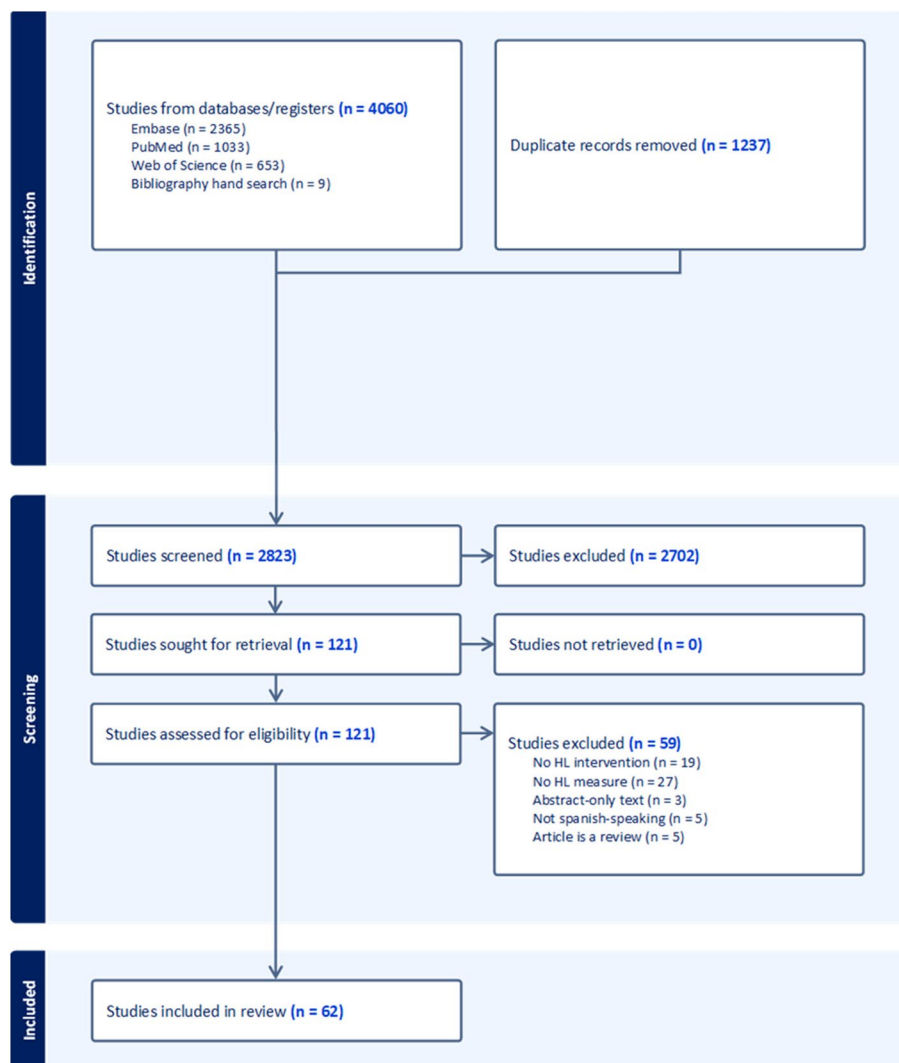 Identification
Studies from databases/registers (n = 4060)
Embase (n = 2365)
PubMed (n = 1033)
Web of Science (n = 653)
Bibliography hand search (n = 9)
Duplicate records removed (n = 1237)
Screening
Studies screened (n = 2823)
Studies excluded (n = 2702)
Studies sought for retrieval (n = 121)
Studies not retrieved (n = 0)
Studies assessed for eligibility (n = 121)
Studies excluded (n = 59)
No HL intervention (n = 19)
No HL measure (n = 27)
Abstract-only text (n = 3)
Not spanish-speaking (n = 5)
Article is a review (n = 5)
Included
Studies included in review (n = 62)